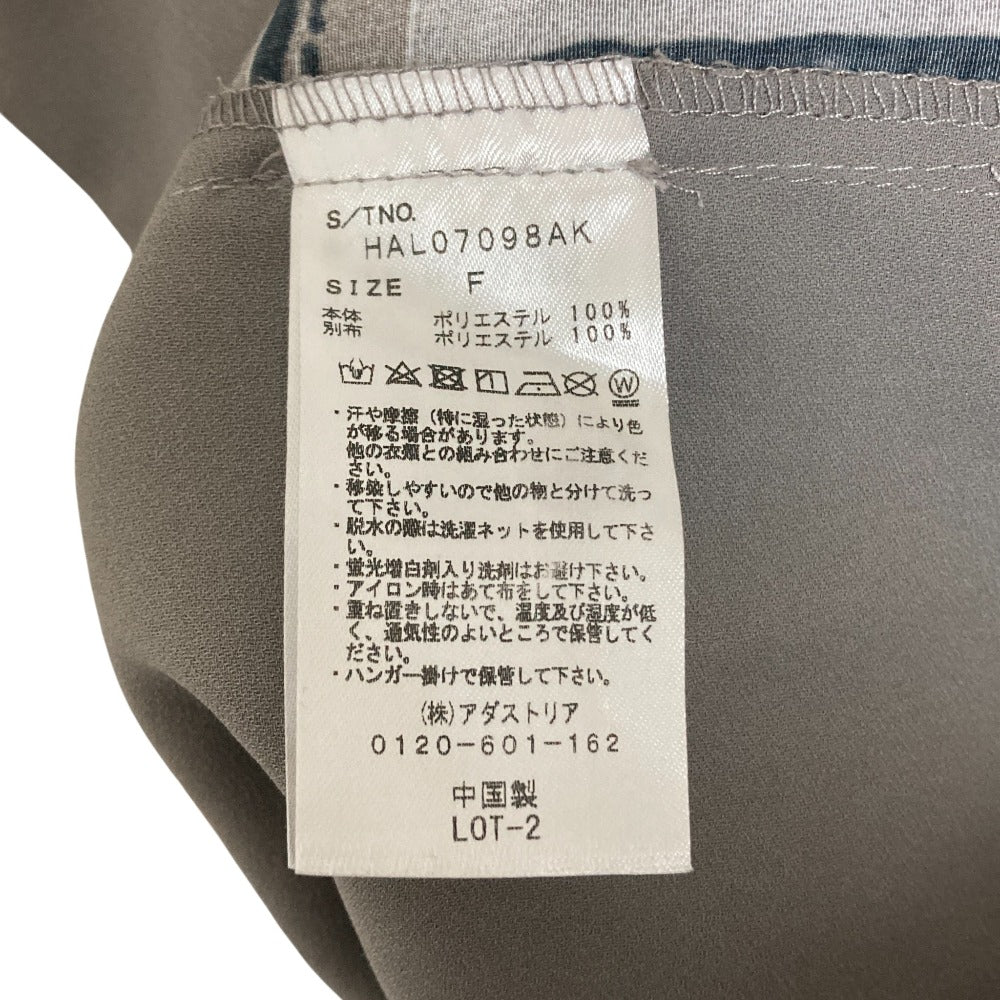 S/TNO.
HAL07098AK
SIZE F
本体 ポリエステル 100%
別布 ポリエステル 100%
W
・汗や摩擦（特に湿った状態）により色
が移る場合があります。
他の衣類との組み合わせにご注意くだ
さい。
・移染しやすいので他の物と分けて洗っ
て下さい。
・脱水の際は洗濯ネットを使用して下さ
い。
・蛍光増白剤入り洗剤はお避け下さい。
・アイロン時はあて布をして下さい。
・重ね置きしないで、温度及び湿度が低
く、通気性のよいところで保管してく
ださい。
・ハンガー掛けで保管して下さい。
(株)アダストリア
0120-601-162
中国製
LOT-2